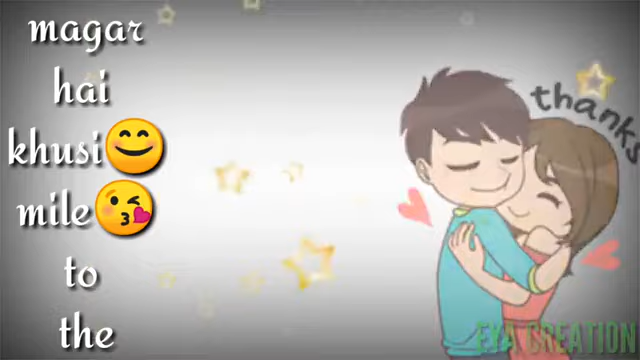 magar
hai
khusi😊
mile😘
to
the
thanks
EYA CREATION